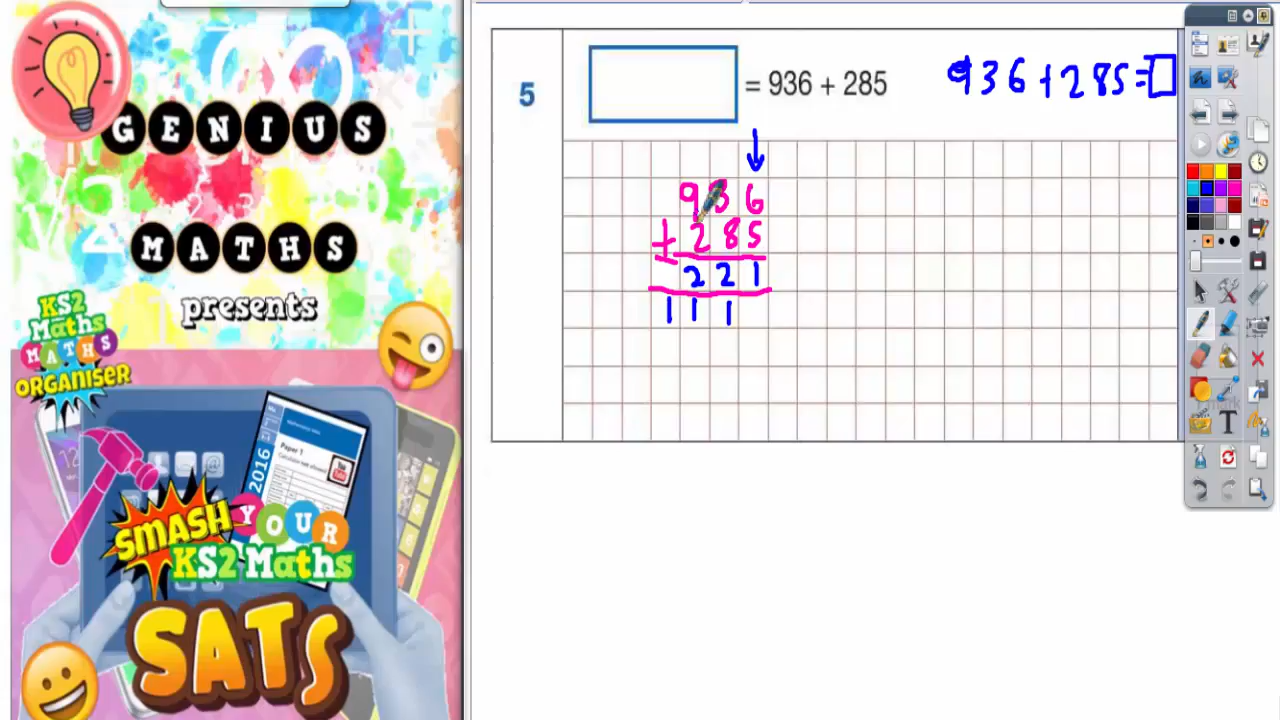 GENIUS
MATHS
presents
KS2
Maths
MATHS
ORGANISER
2016
Paper 1
SMASH YOUR
KS2 Maths
SATS
5
= 936 + 285
936+285=
936
+ 285
221
111